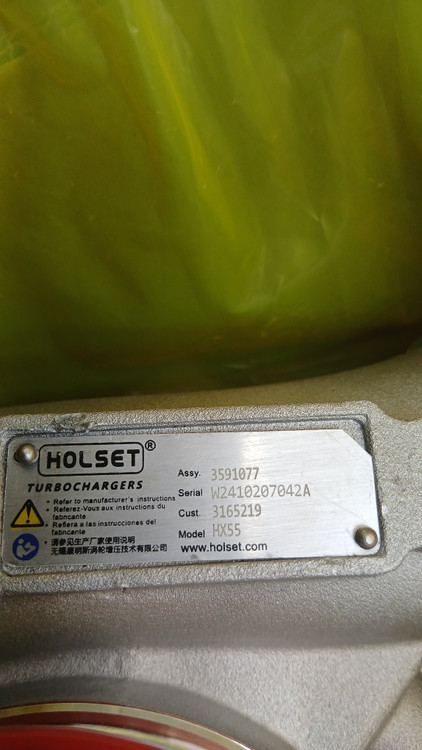 HOLSET®
TURBOCHARGERS
• Refer to manufacturer's instructions
• Referez-Vous aux instructions du
fabricante
• Refiera a las instrucciones del
fabricante
• 请参见生产厂家使用说明
无锡康明斯涡轮增压技术有限公司
Assy. 3591077
Serial W2410207042A
Cust. 3165219
Model HX55
www.holset.com